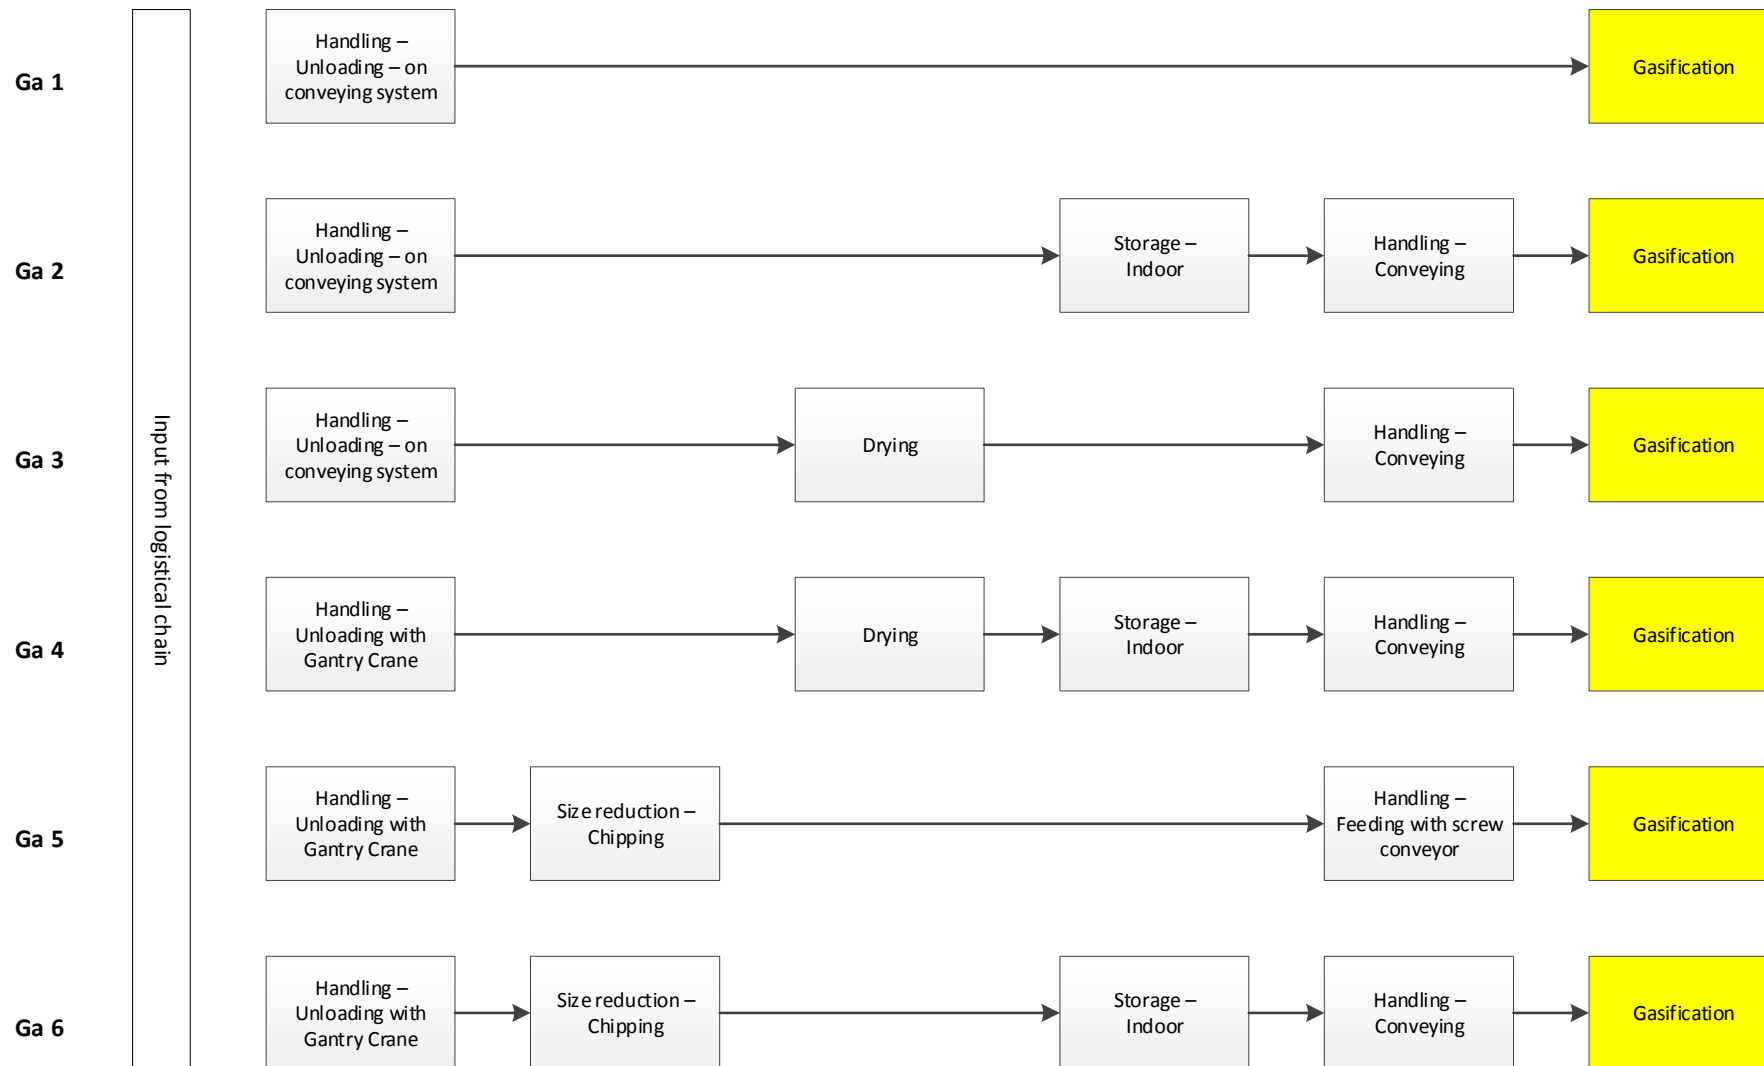 Ga 1
Handling –
Unloading – on
conveying system
Gasification
Ga 2
Handling –
Unloading – on
conveying system
Storage –
Indoor
Handling –
Conveying
Gasification
Input from logistical chain
Ga 3
Handling –
Unloading – on
conveying system
Drying
Handling –
Conveying
Gasification
Ga 4
Handling –
Unloading with
Gantry Crane
Drying
Storage –
Indoor
Handling –
Conveying
Gasification
Ga 5
Handling –
Unloading with
Gantry Crane
Size reduction –
Chipping
Handling –
Feeding with screw
conveyor
Gasification
Ga 6
Handling –
Unloading with
Gantry Crane
Size reduction –
Chipping
Storage –
Indoor
Handling –
Conveying
Gasification